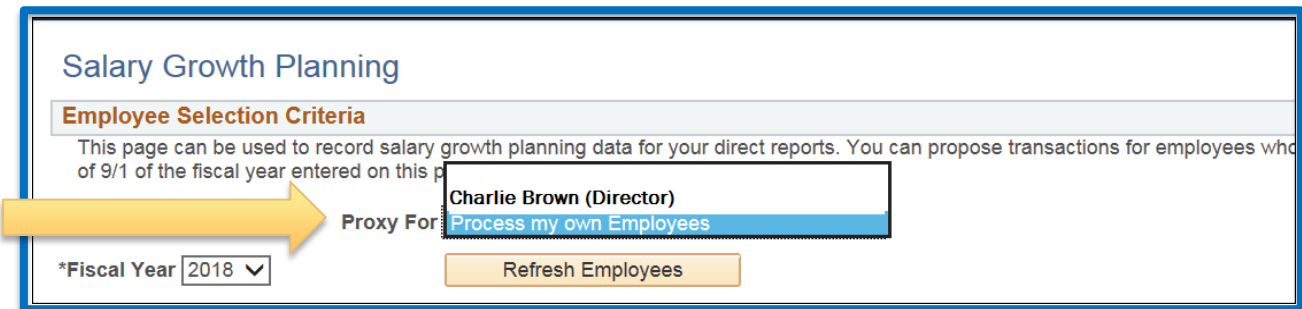 Salary Growth Planning
Employee Selection Criteria
This page can be used to record salary growth planning data for your direct reports. You can propose transactions for employees who
of 9/1 of the fiscal year entered on this p
Charlie Brown (Director)
Proxy For Process my own Employees
*Fiscal Year 2018 Refresh Employees